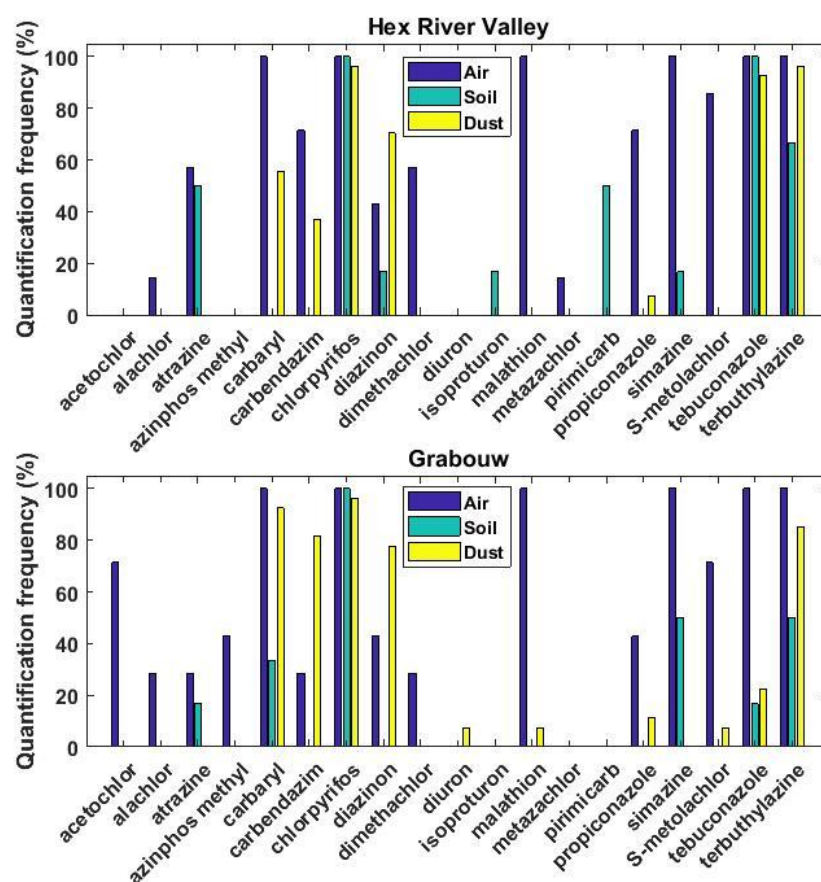 Hex River Valley
Quantification frequency (%)
100
80
60
40
20
0
Air
Soil
Dust
acetochlor
alachlor
atrazine
azinphos methyl
carbaryl
carbendazim
chlorpyrifos
diazinon
dimethachlor
diuron
isoproturon
malathion
metazachlor
pirimicarb
propiconazole
simazine
S-metolachlor
tebuconazole
terbuthylazine
Grabouw
Quantification frequency (%)
100
80
60
40
20
0
Air
Soil
Dust
acetochlor
alachlor
atrazine
azinphos methyl
carbaryl
carbendazim
chlorpyrifos
diazinon
dimethachlor
diuron
isoproturon
malathion
metazachlor
pirimicarb
propiconazole
simazine
S-metolachlor
tebuconazole
terbuthylazine